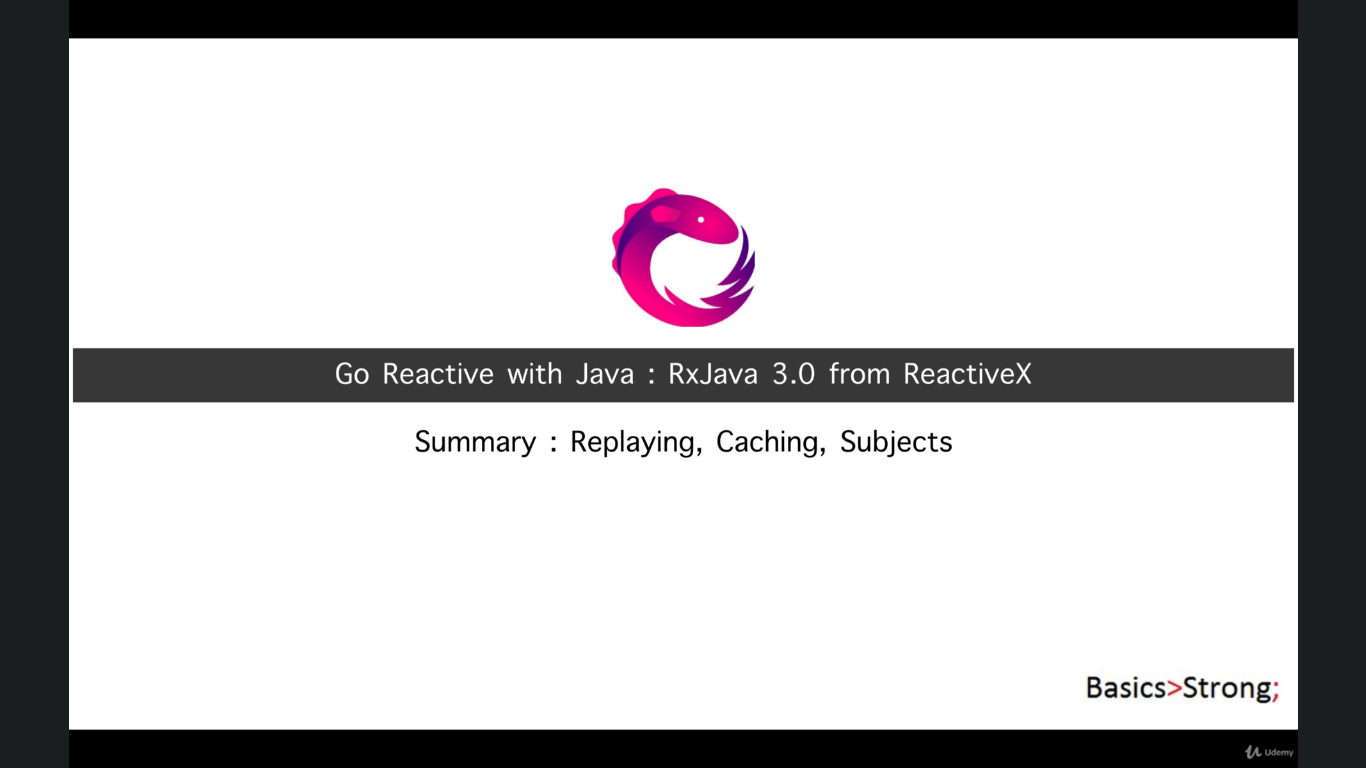 Go Reactive with Java : RxJava 3.0 from ReactiveX
Summary : Replaying, Caching, Subjects
Basics>Strong;
Udemy